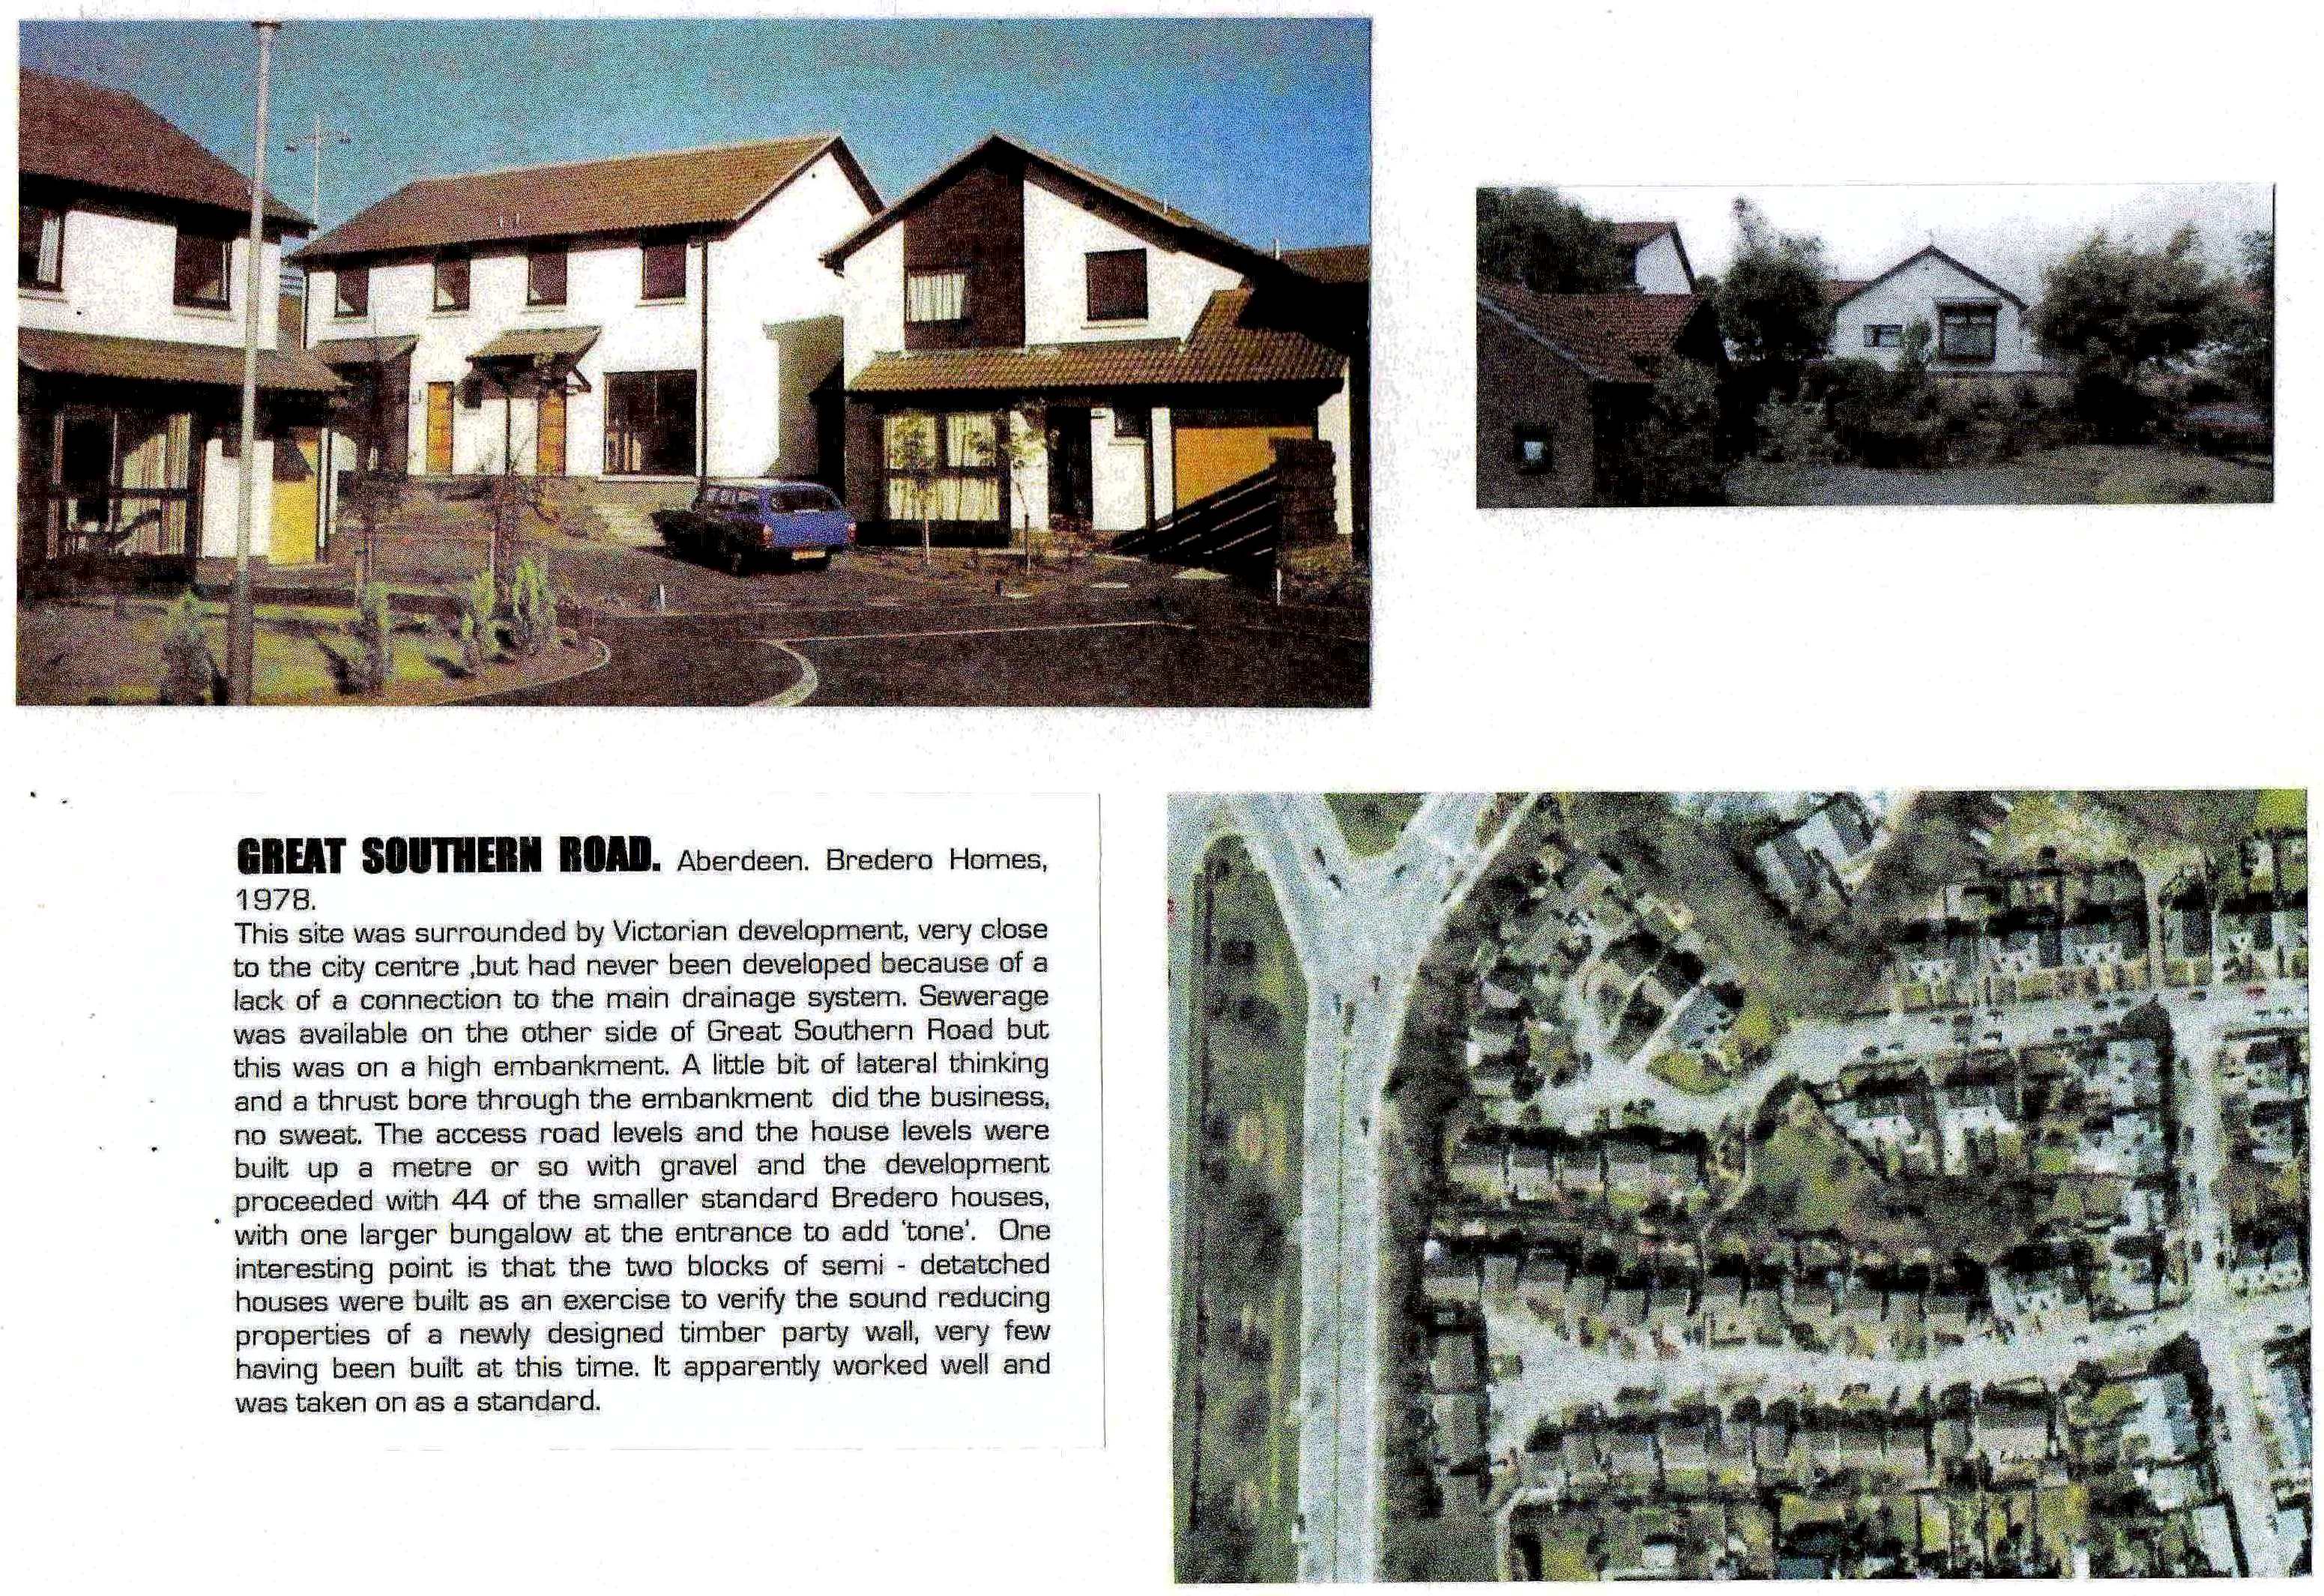 GREAT SOUTHERN ROAD. Aberdeen. Bredero Homes,
1978.
This site was surrounded by Victorian development, very close
to the city centre ,but had never been developed because of a
lack of a connection to the main drainage system. Sewerage
was available on the other side of Great Southern Road but
this was on a high embankment. A little bit of lateral thinking
and a thrust bore through the embankment did the business,
no sweat. The access road levels and the house levels were
built up a metre or so with gravel and the development
proceeded with 44 of the smaller standard Bredero houses,
with one larger bungalow at the entrance to add 'tone'. One
interesting point is that the two blocks of semi - detatched
houses were built as an exercise to verify the sound reducing
properties of a newly designed timber party wall, very few
having been built at this time. It apparently worked well and
was taken on as a standard.